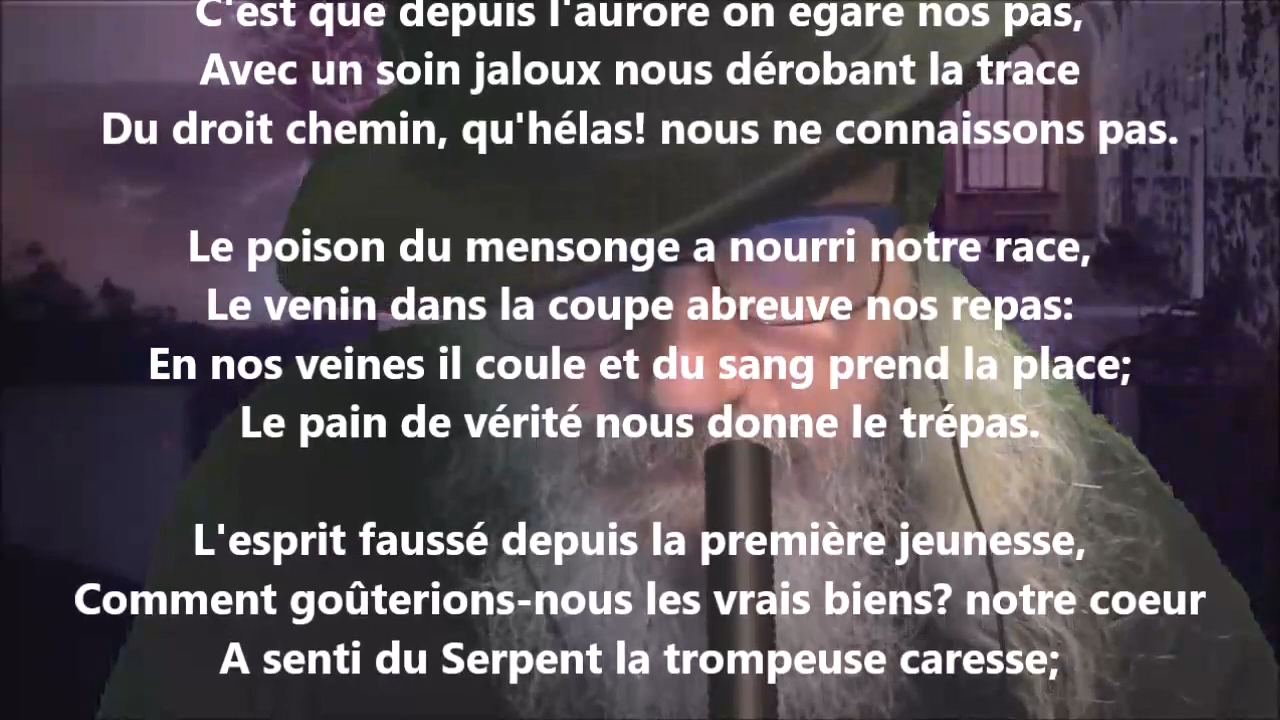 C'est que depuis l'aurore on égare nos pas,
Avec un soin jaloux nous dérobant la trace
Du droit chemin, qu'hélas! nous ne connaissons pas.
Le poison du mensonge a nourri notre race,
Le venin dans la coupe abreuve nos repas:
En nos veines il coule et du sang prend la place;
Le pain de vérité nous donne le trépas.
L'esprit faussé depuis la première jeunesse,
Comment goûterions-nous les vrais biens? notre coeur
A senti du Serpent la trompeuse caresse;